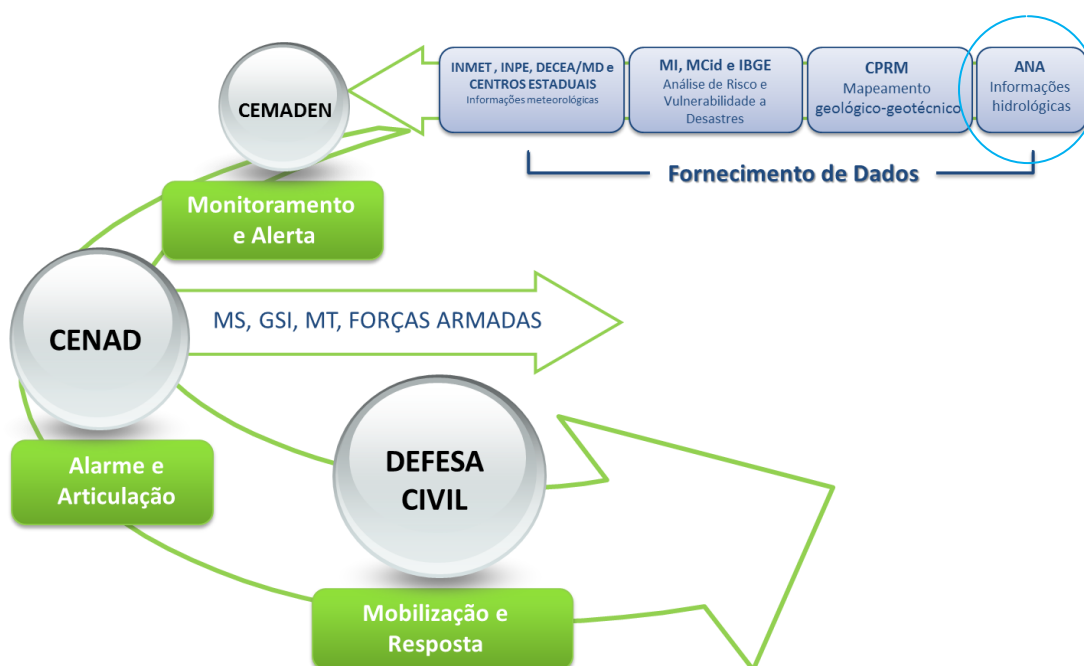 INMET , INPE, DECEA/MD e
CENTROS ESTADUAIS
Informações meteorológicas
MI, MCid e IBGE
Análise de Risco e
Vulnerabilidade a
Desastres
CPRM
Mapeamento
geológico-geotécnico
ANA
Informações
hidrológicas
CEMADEN
Fornecimento de Dados
Monitoramento
e Alerta
MS, GSI, MT, FORÇAS ARMADAS
CENAD
Alarme e
Articulação
DEFESA
CIVIL
Mobilização e
Resposta